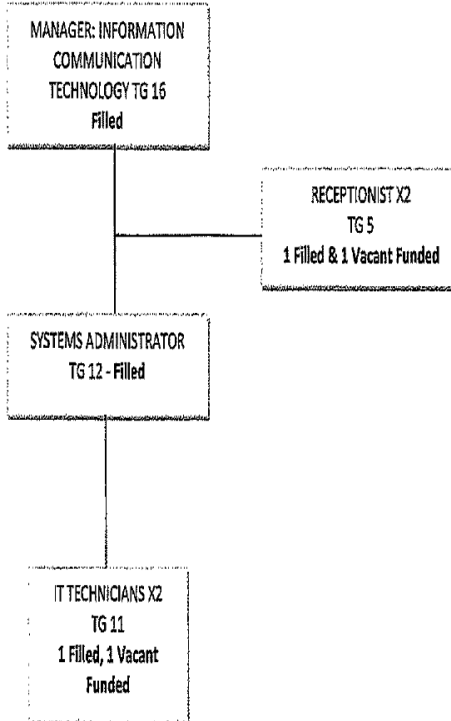 MANAGER: INFORMATION
COMMUNICATION
TECHNOLOGY TG 16
Filled
RECEPTIONIST X2
TG 5
1 Filled & 1 Vacant Funded
SYSTEMS ADMINISTRATOR
TG 12 - Filled
IT TECHNICIANS X2
TG 11
1 Filled, 1 Vacant
Funded